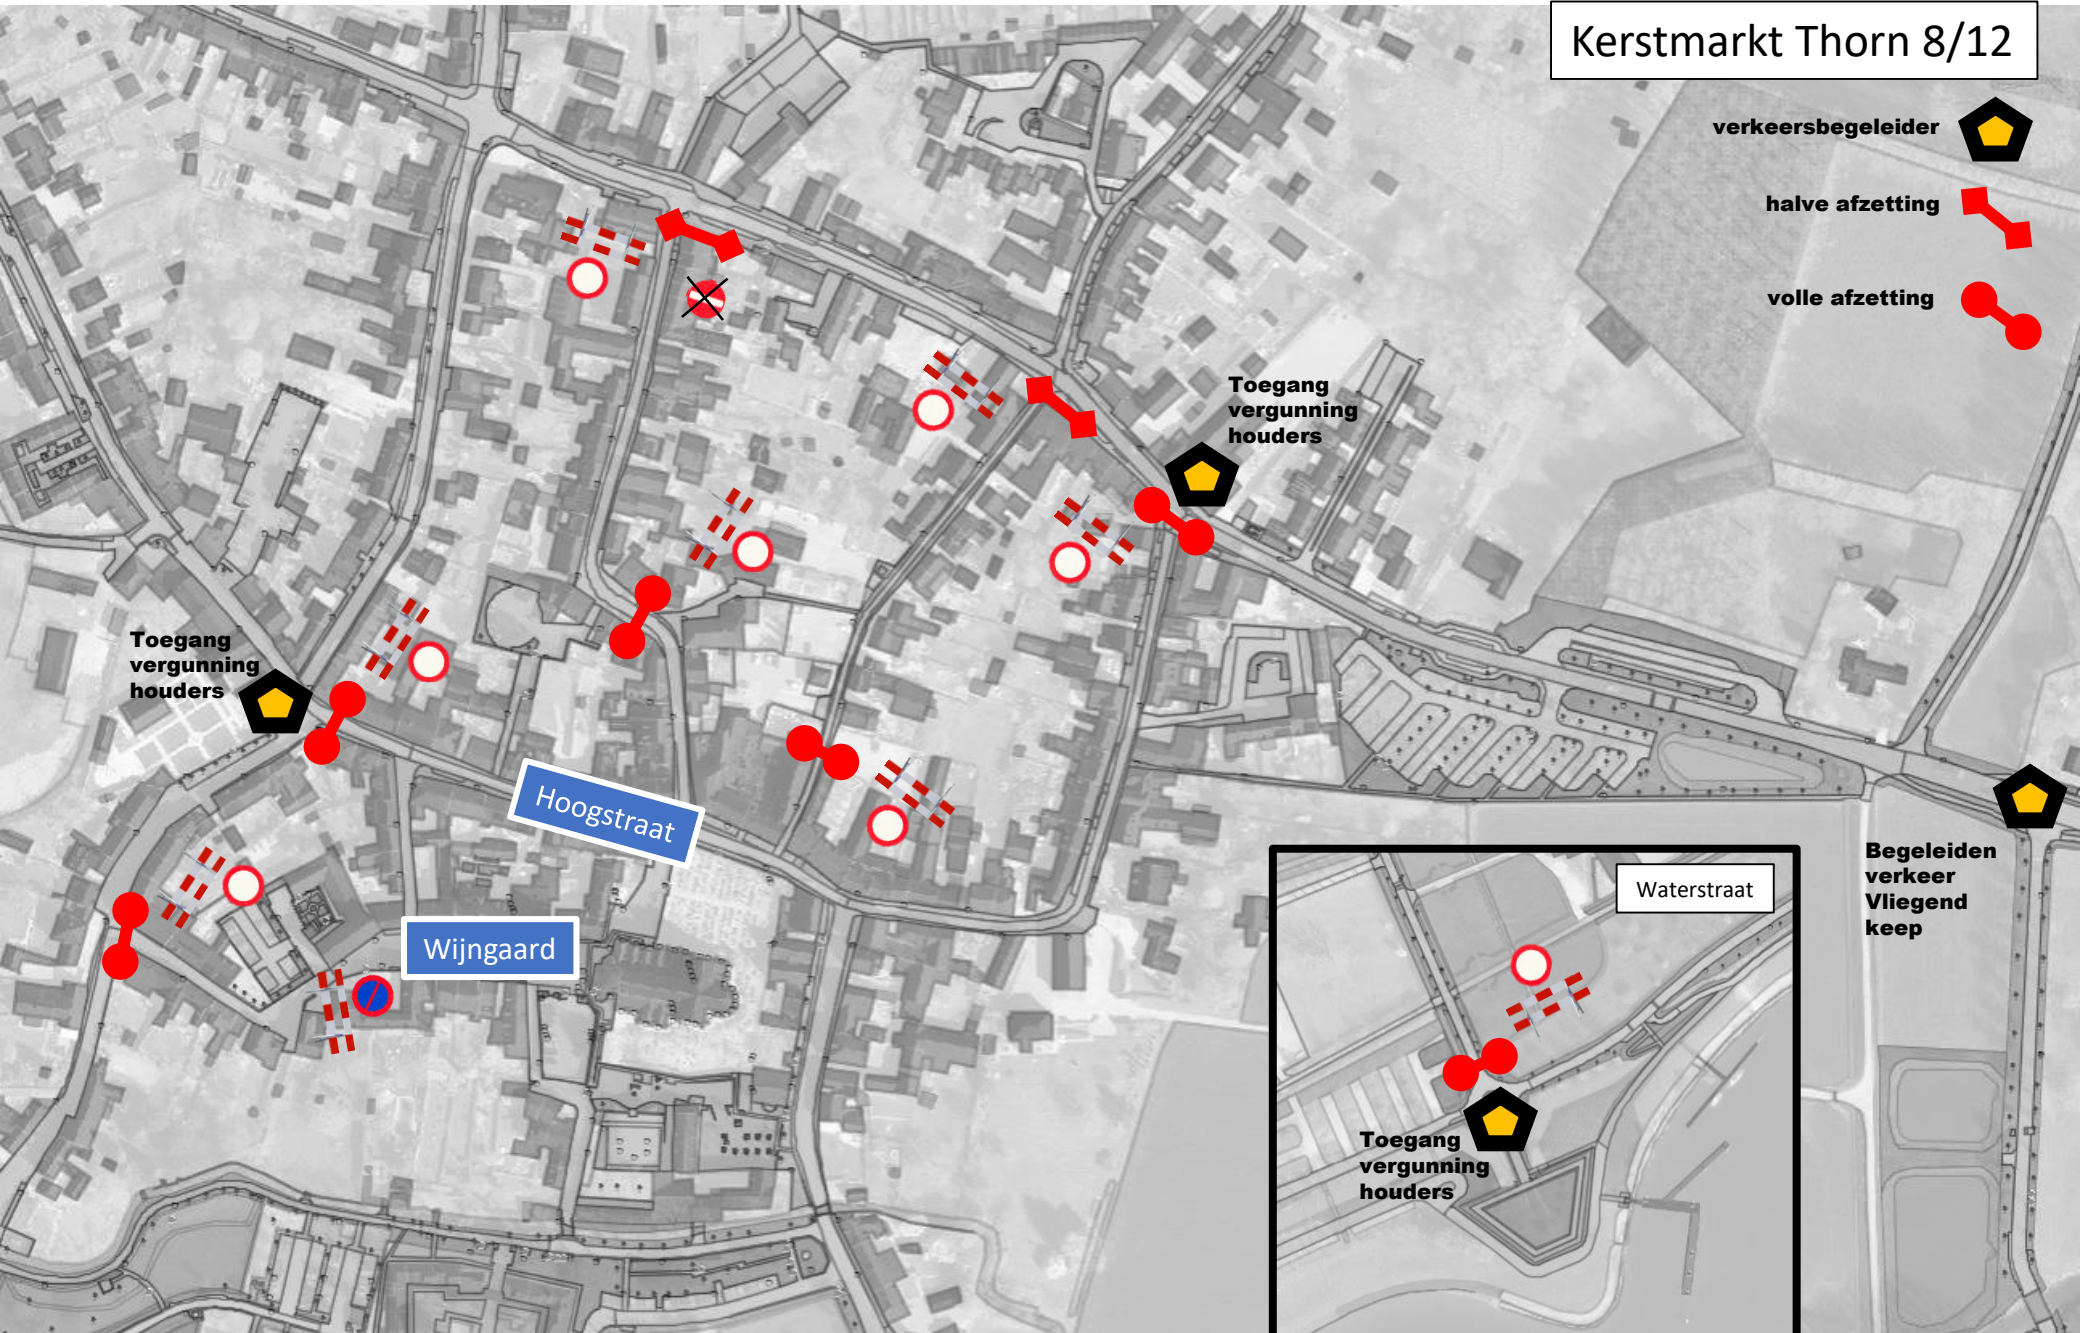 Kerstmarkt Thorn 8/12
verkeersbegeleider
halve afzetting
volle afzetting
Toegang
vergunning
houders
Toegang
vergunning
houders
Hoogstraat
Wijngaard
Waterstraat
Begeleiden
verkeer
Vliegend
keep
Toegang
vergunning
houders